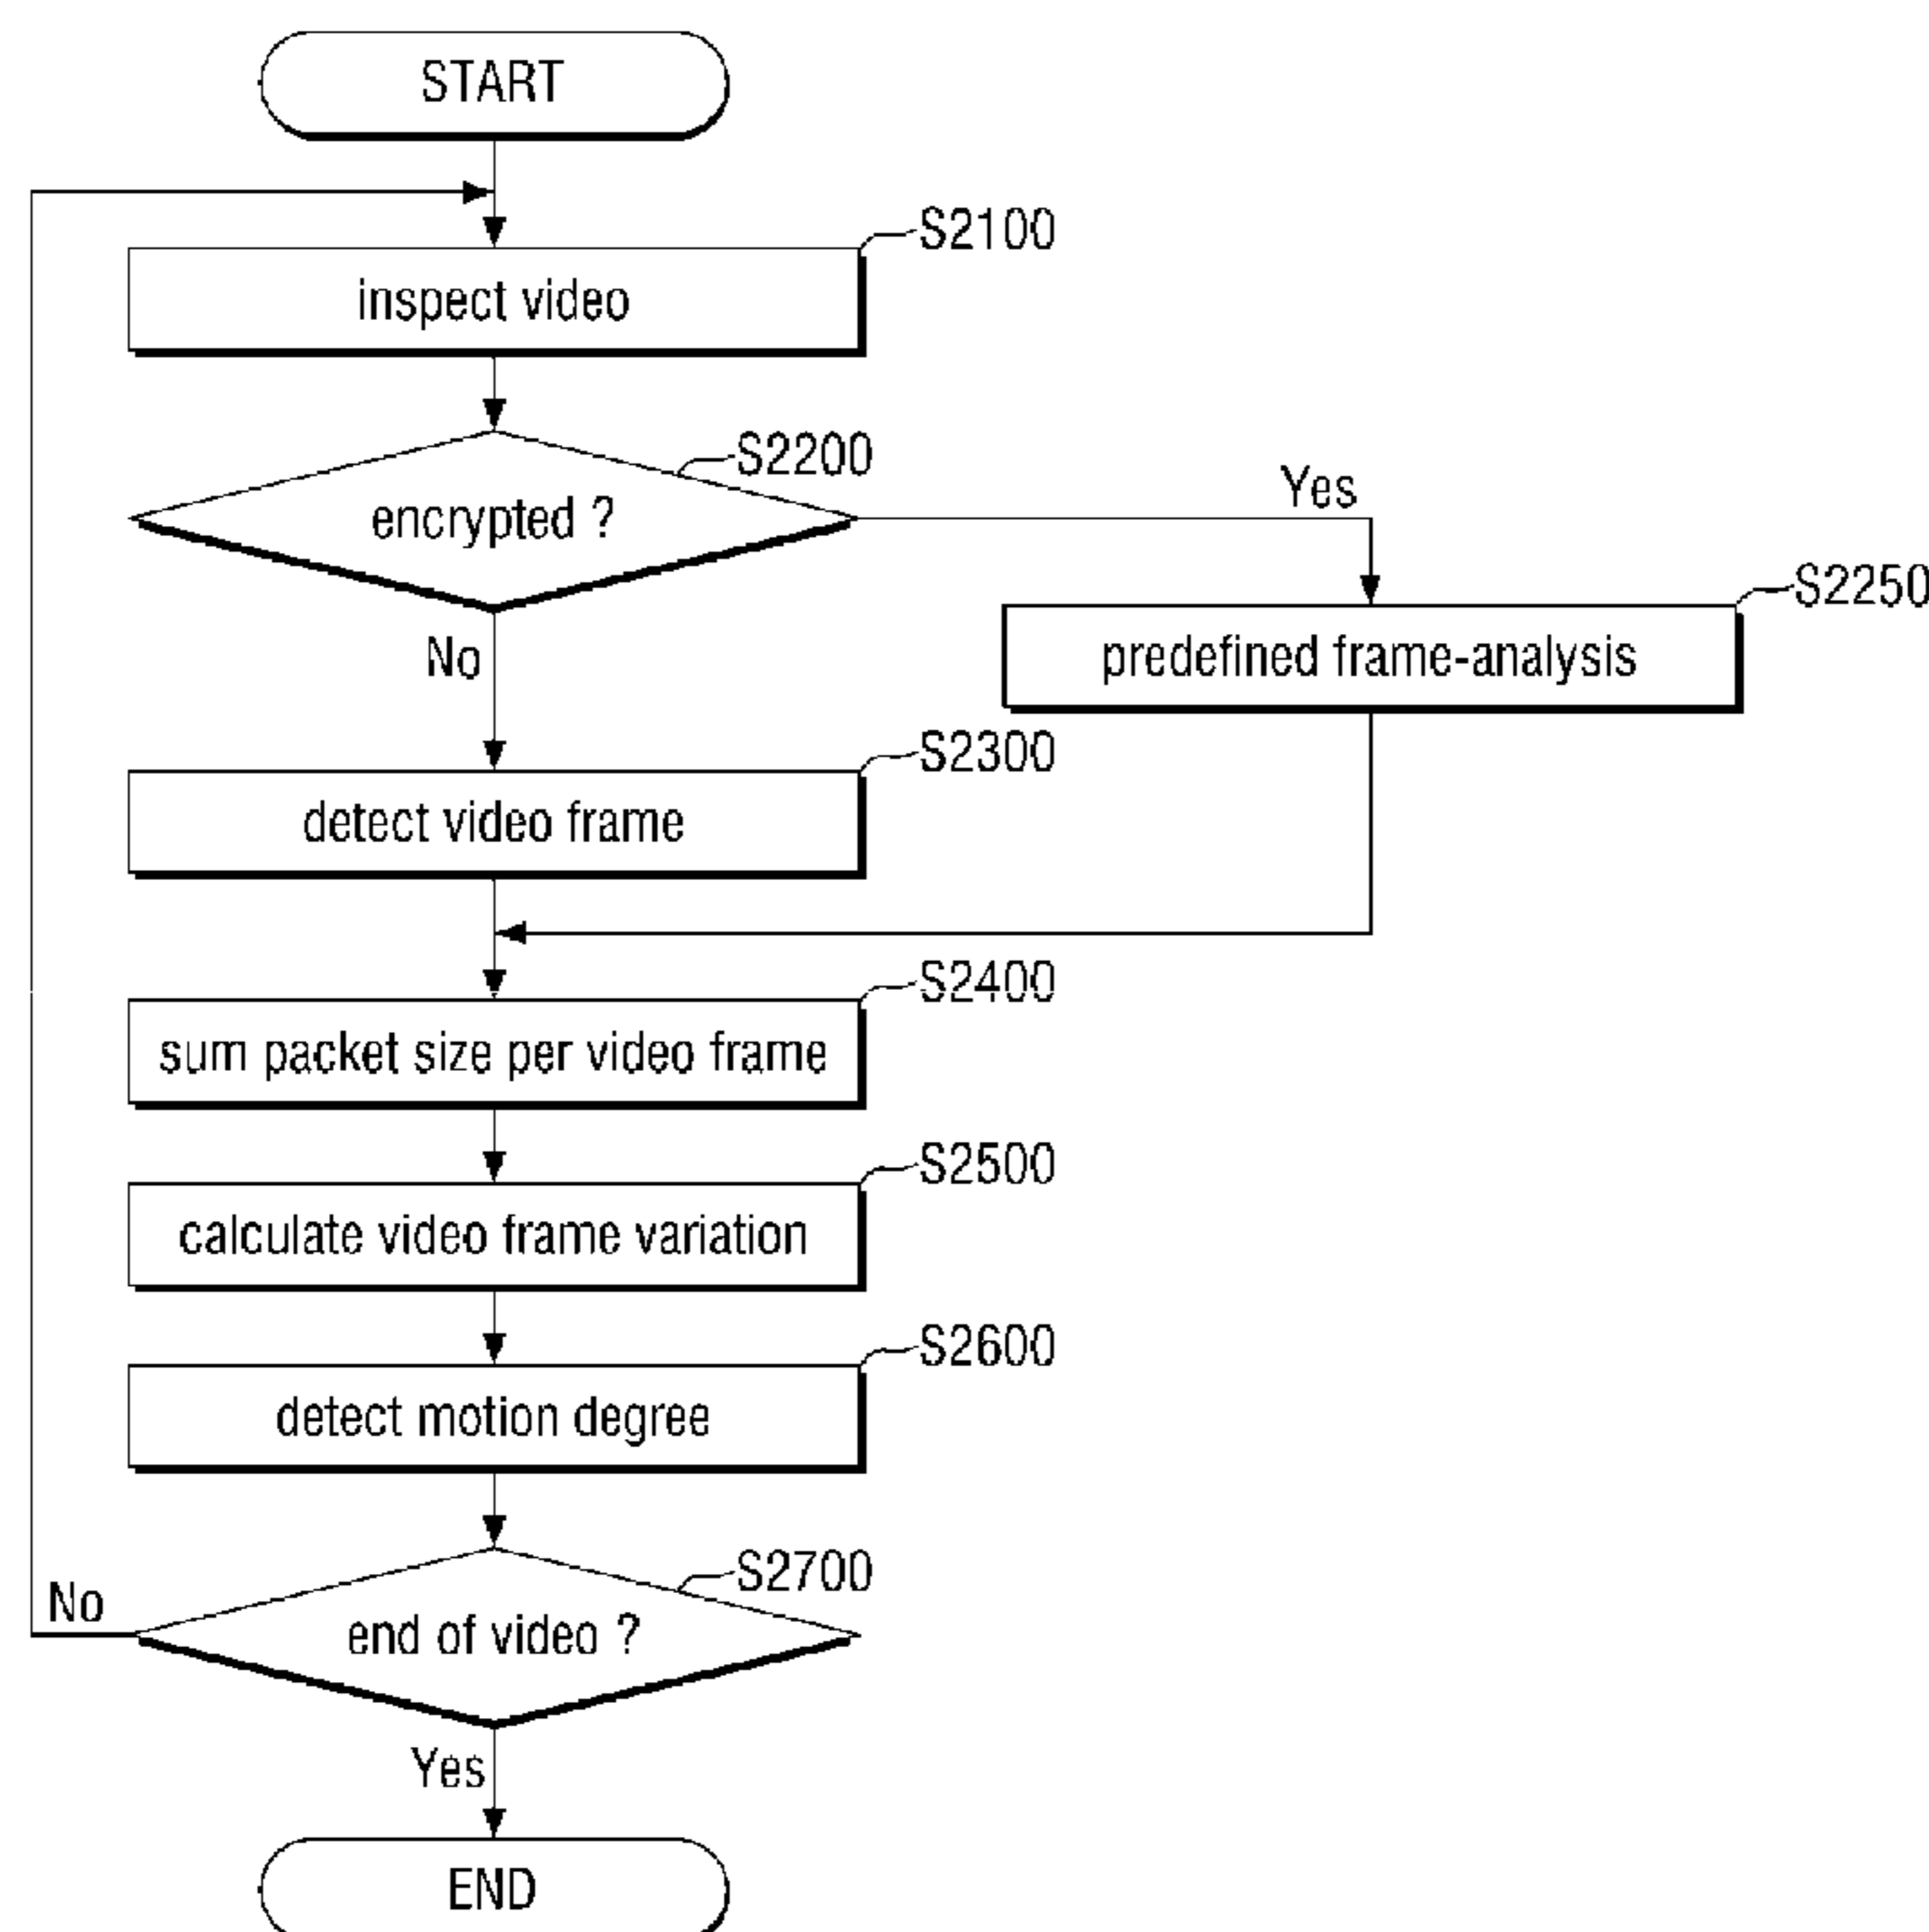 START
S2100
inspect video
S2200
encrypted ?
Yes
S2250
predefined frame-analysis
No
S2300
detect video frame
S2400
sum packet size per video frame
S2500
calculate video frame variation
S2600
detect motion degree
S2700
No
end of video ?
Yes
END